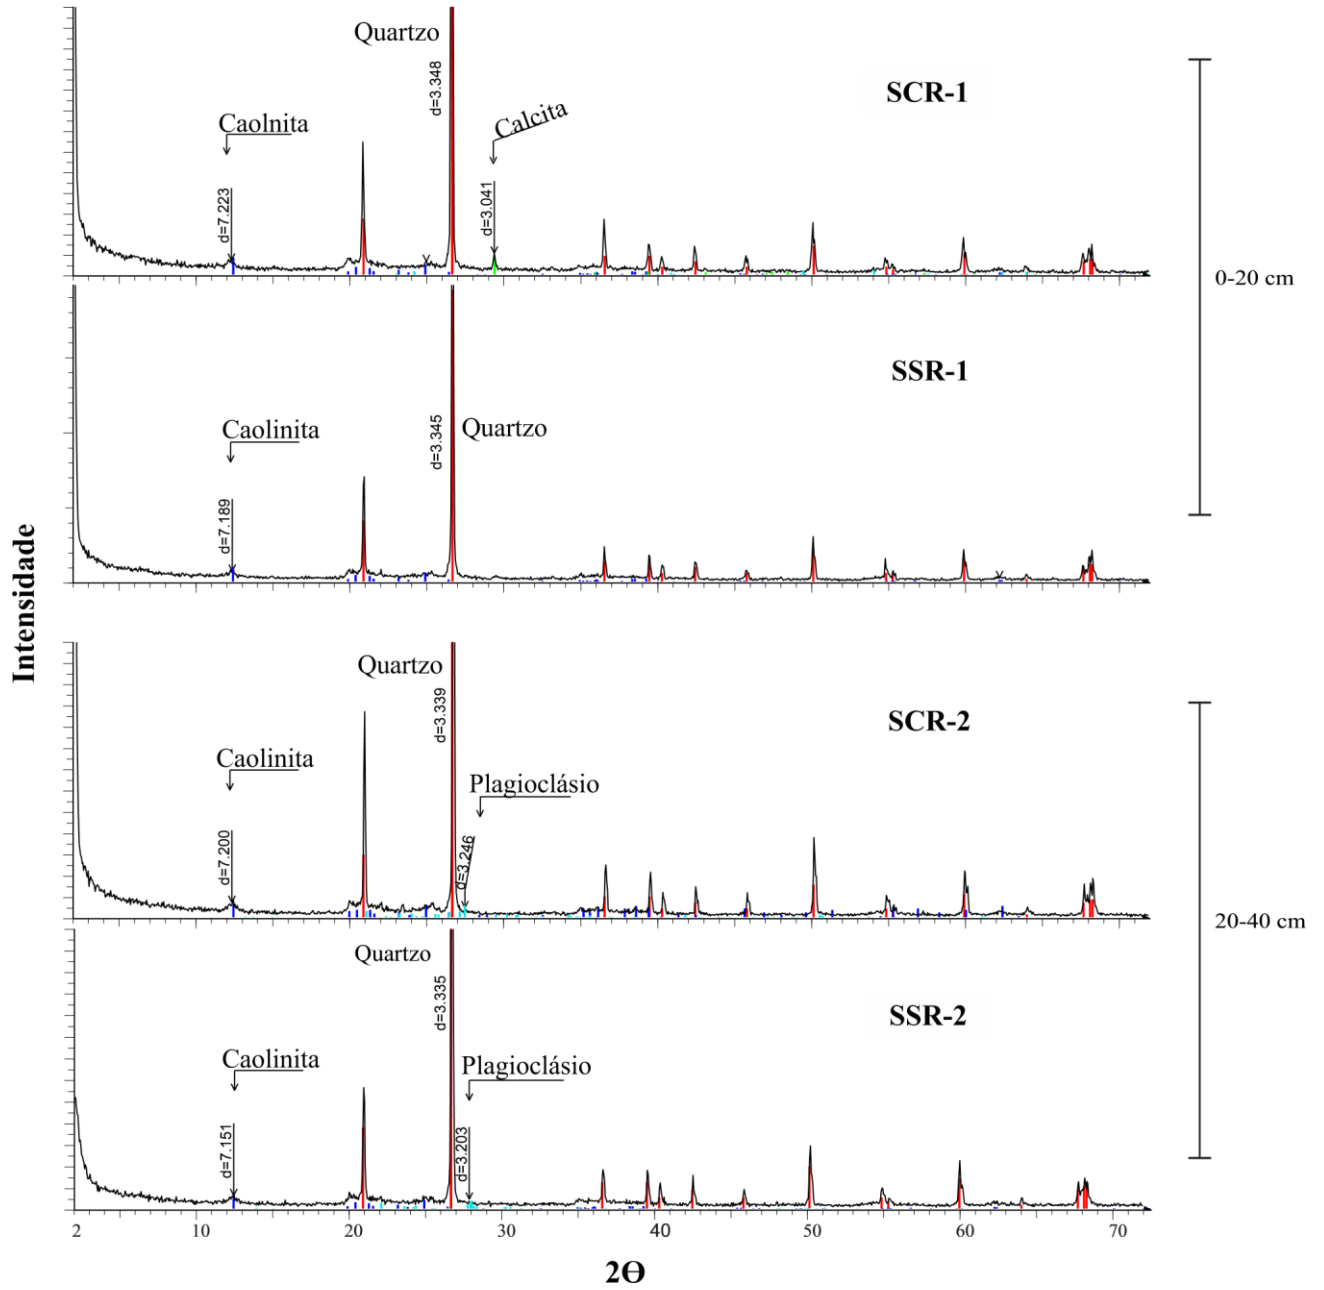 Quartzo
d=3.348
SCR-1
Caolnita
Calcita
d=7.223
d=3.041
0-20 cm
SSR-1
Caolinita
d=3.345
Quartzo
d=7.189
Intensidade
Quartzo
d=3.339
SCR-2
Caolinita
Plagioclásio
d=7.200
d=3.246
20-40 cm
Quartzo
d=3.335
SSR-2
Caolinita
Plagioclásio
d=7.151
d=3.203
2 10 20 30 40 50 60 70
2Ɵ